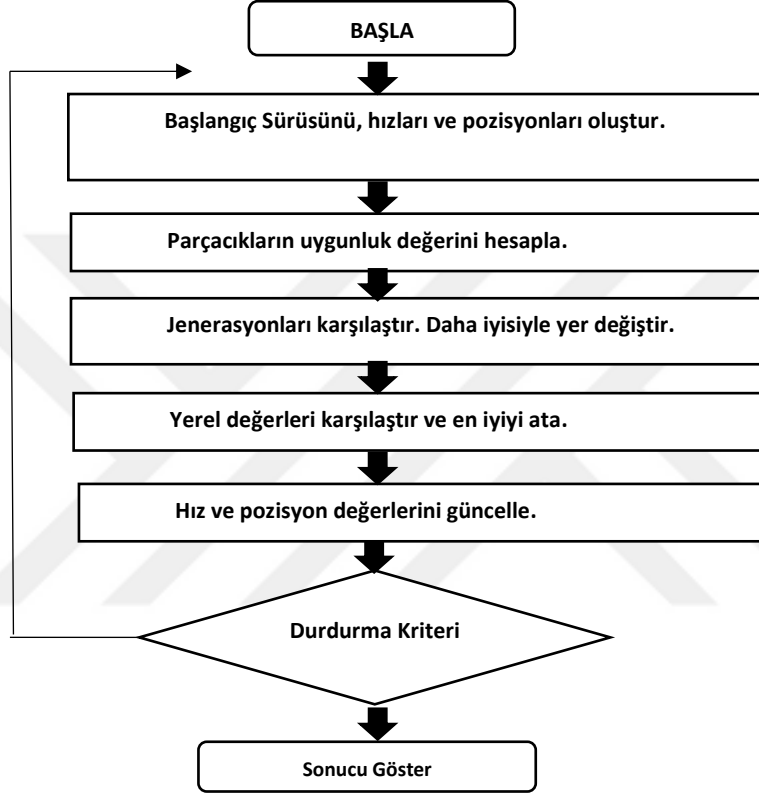 BAŞLA
Başlangıç Sürüsünü, hızları ve pozisyonları oluştur.
Parçacıkların uygunluk değerini hesapla.
Jenerasyonları karşılaştır. Daha iyisiyle yer değiştir.
Yerel değerleri karşılaştır ve en iyiyi ata.
Hız ve pozisyon değerlerini güncelle.
Durdurma Kriteri
Sonucu Göster